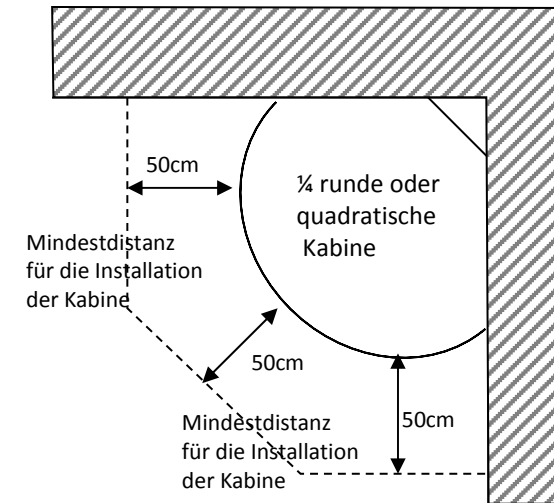 50cm
¼ runde oder
quadratische
Kabine
Mindestdistanz
für die Installation
der Kabine
50cm
50cm
Mindestdistanz
für die Installation
der Kabine